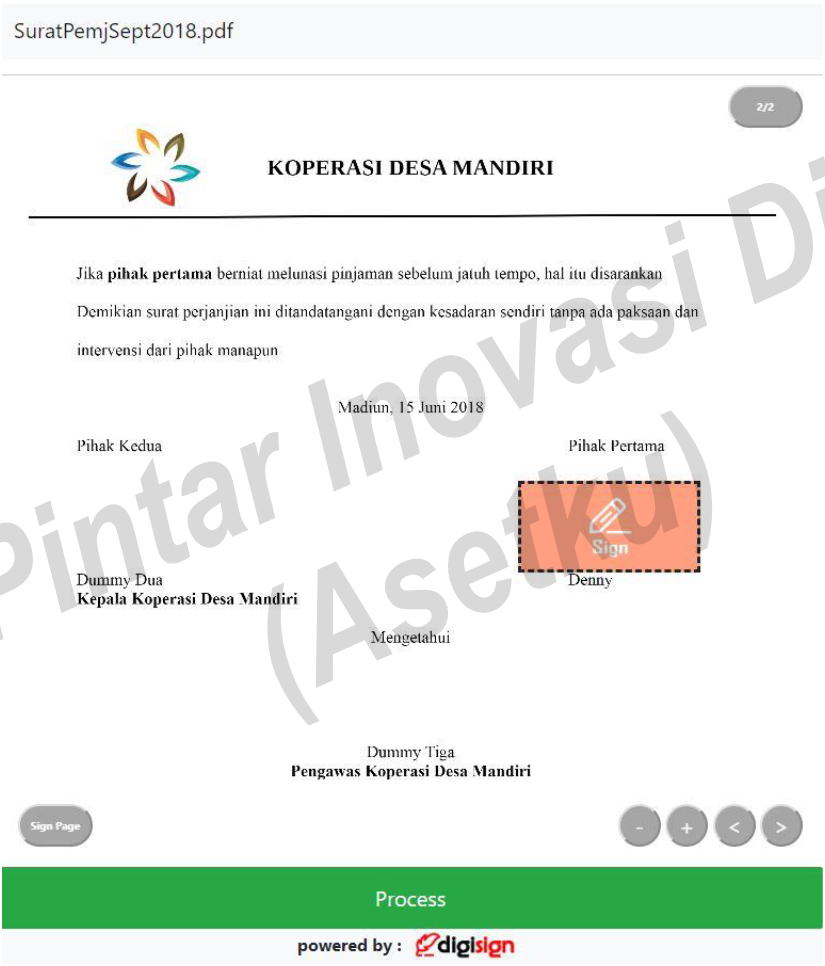 SuratPemjSept2018.pdf
2/2
KOPERASI DESA MANDIRI
Jika pihak pertama berniat melunasi pinjaman sebelum jatuh tempo, hal itu disarankan
Demikian surat perjanjian ini ditandatangani dengan kesadaran sendiri tanpa ada paksaan dan
intervensi dari pihak manapun
Madiun, 15 Juni 2018
Pihak Kedua
Pihak Pertama
Sign
Dummy Dua
Denny
Kepala Koperasi Desa Mandiri
Mengetahui
Dummy Tiga
Pengawas Koperasi Desa Mandiri
Pintar Inovasi Di
(Asetku)
Sign Page
- + < >
Process
powered by : digisign